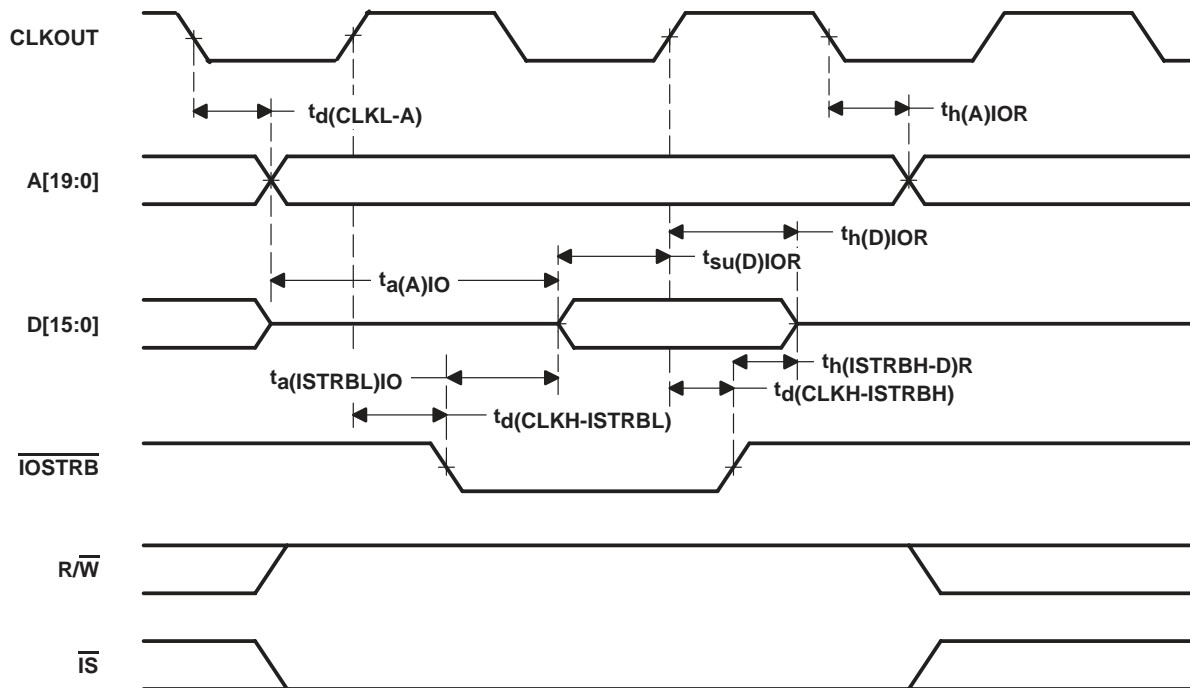 CLKOUT
td(CLKL-A)
th(A)IOR
A[19:0]
th(D)IOR
tsu(D)IOR
ta(A)IO
D[15:0]
th(ISTRBH-D)R
ta(ISTRBL)IO
td(CLKH-ISTRBH)
td(CLKH-ISTRBL)
IOSTRB
R/W
IS